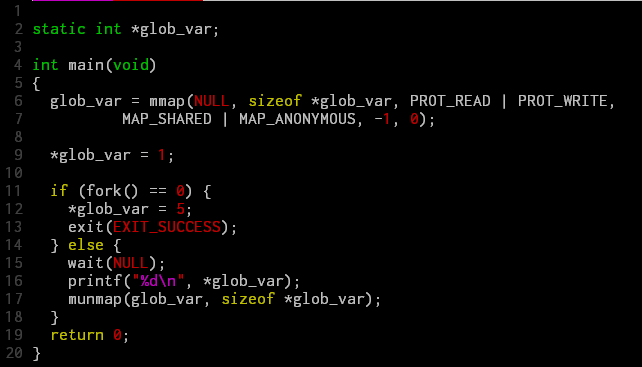 1
2 static int *glob_var;
3
4 int main(void)
5 {
6   glob_var = mmap(NULL, sizeof *glob_var, PROT_READ | PROT_WRITE,
7           MAP_SHARED | MAP_ANONYMOUS, -1, 0);
8
9   *glob_var = 1;
10
11   if (fork() == 0) {
12     *glob_var = 5;
13     exit(EXIT_SUCCESS);
14   } else {
15     wait(NULL);
16     printf("%d\n", *glob_var);
17     munmap(glob_var, sizeof *glob_var);
18   }
19   return 0;
20 }